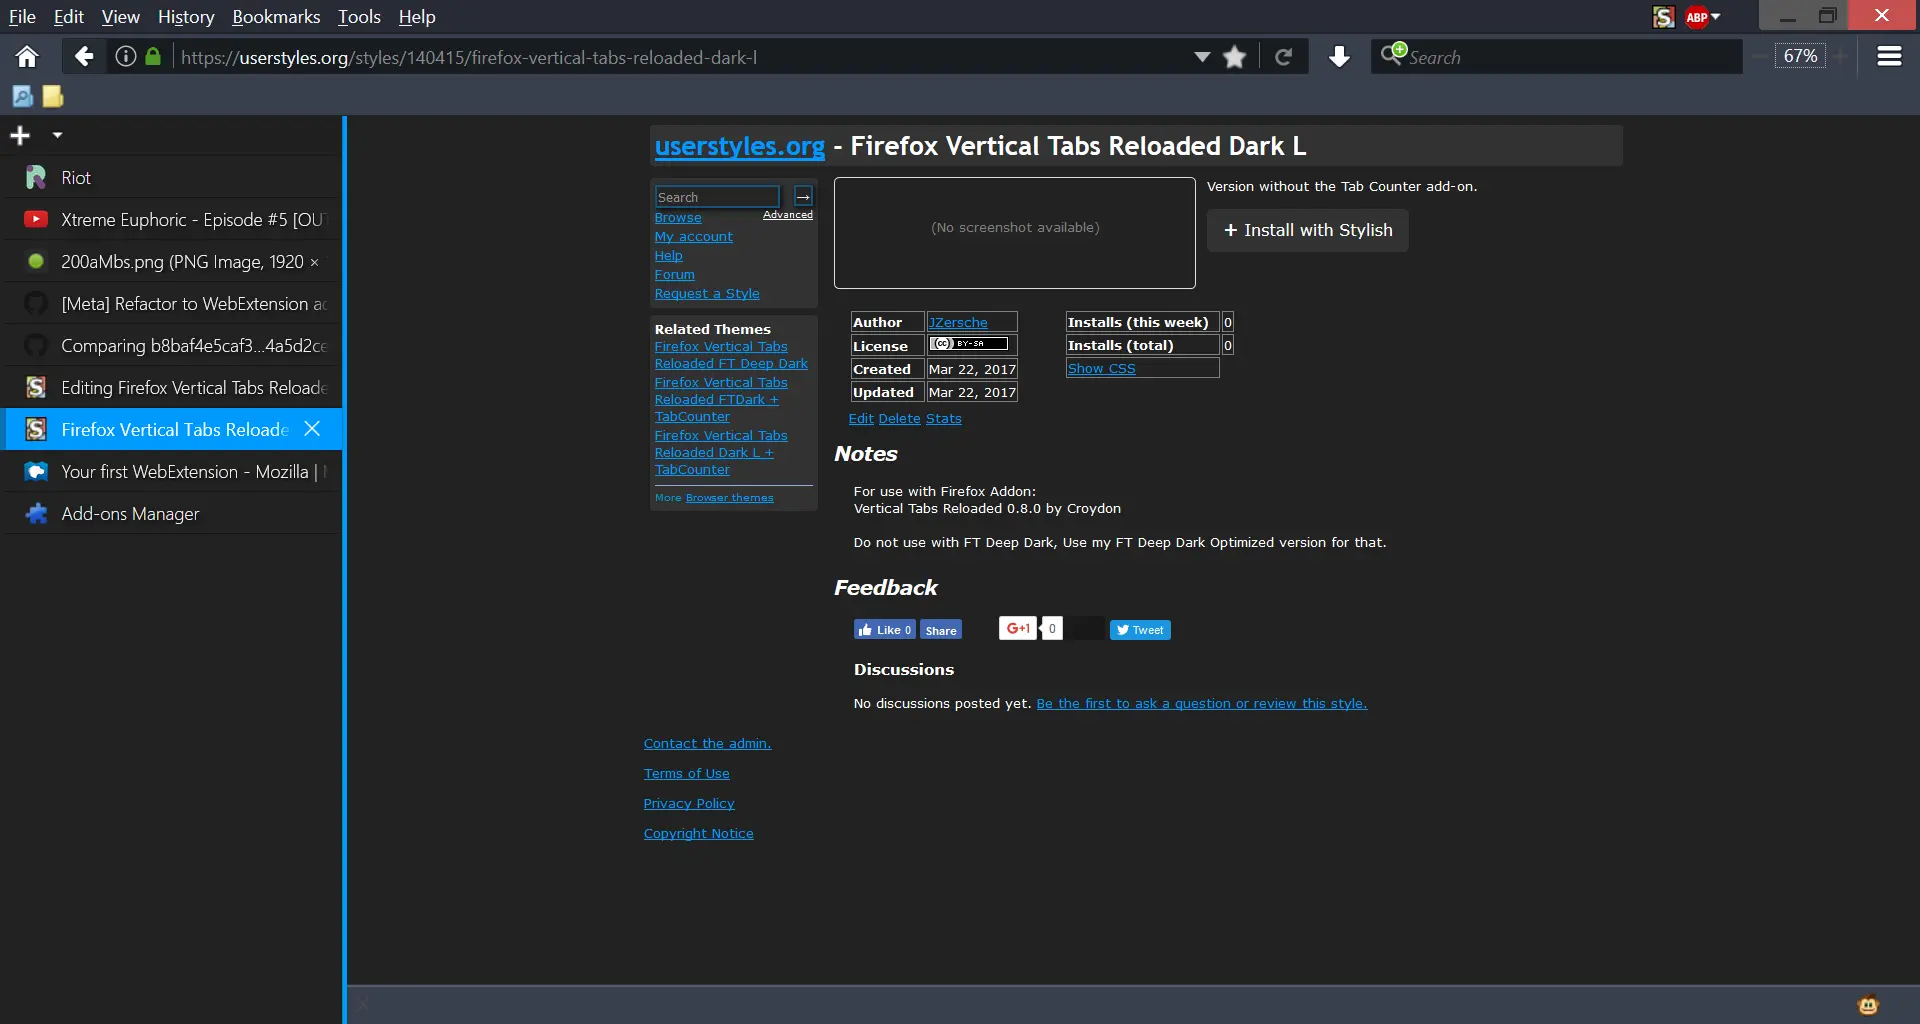 File Edit View History Bookmarks Tools Help
ABP
https://userstyles.org/styles/140415/firefox-vertical-tabs-reloaded-dark-l
Search
67%
Riot
Xtreme Euphoric - Episode #5 [OU
200aMbs.png (PNG Image, 1920 ×
[Meta] Refactor to WebExtension
Comparing b8baf4e5caf3...4a5d2ce
Editing Firefox Vertical Tabs Reloade
Firefox Vertical Tabs Reloade
Your first WebExtension - Mozilla |
Add-ons Manager
userstyles.org - Firefox Vertical Tabs Reloaded Dark L
Search →
Advanced
Browse
My account
Help
Forum
Request a Style
Related Themes
Firefox Vertical Tabs
Reloaded FT Deep Dark
Firefox Vertical Tabs
Reloaded FTDark +
TabCounter
Firefox Vertical Tabs
Reloaded Dark L +
TabCounter
More Browser themes
(No screenshot available)
Version without the Tab Counter add-on.
+ Install with Stylish
Author JZersche
License cc BY-SA
Created Mar 22, 2017
Updated Mar 22, 2017
Installs (this week) 0
Installs (total) 0
Show CSS
Edit Delete Stats
Notes
For use with Firefox Addon:
Vertical Tabs Reloaded 0.8.0 by Croydon
Do not use with FT Deep Dark, Use my FT Deep Dark Optimized version for that.
Feedback
Like 0 Share G+1 0 Tweet
Discussions
No discussions posted yet. Be the first to ask a question or review this style.
Contact the admin.
Terms of Use
Privacy Policy
Copyright Notice